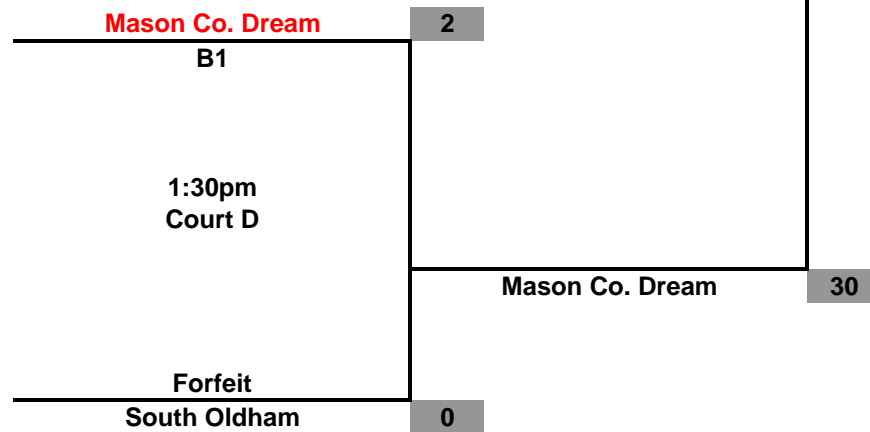 Mason Co. Dream 2
B1
1:30pm
Court D
Mason Co. Dream 30
Forfeit
South Oldham 0